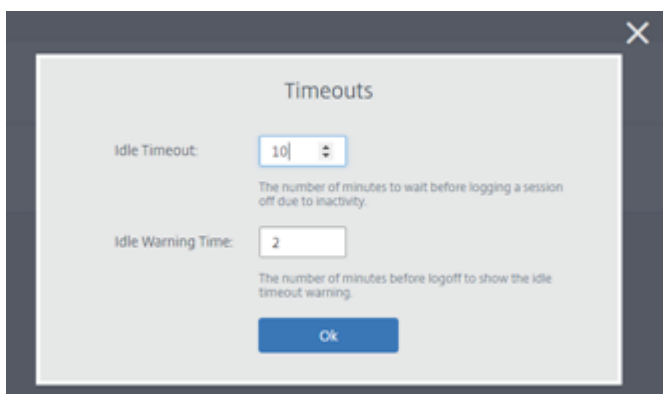 Timeouts
Idle Timeout:
10
The number of minutes to wait before logging a session
off due to inactivity.
Idle Warning Time:
2
The number of minutes before logoff to show the idle
timeout warning.
Ok